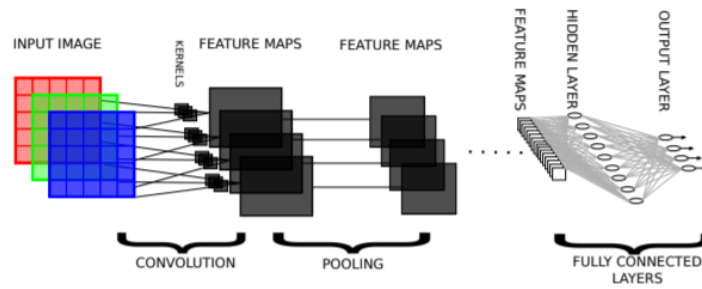 INPUT IMAGE
KERNELS
FEATURE MAPS
FEATURE MAPS
FEATURE MAPS
HIDDEN LAYER
OUTPUT LAYER
CONVOLUTION
POOLING
FULLY CONNECTED
LAYERS